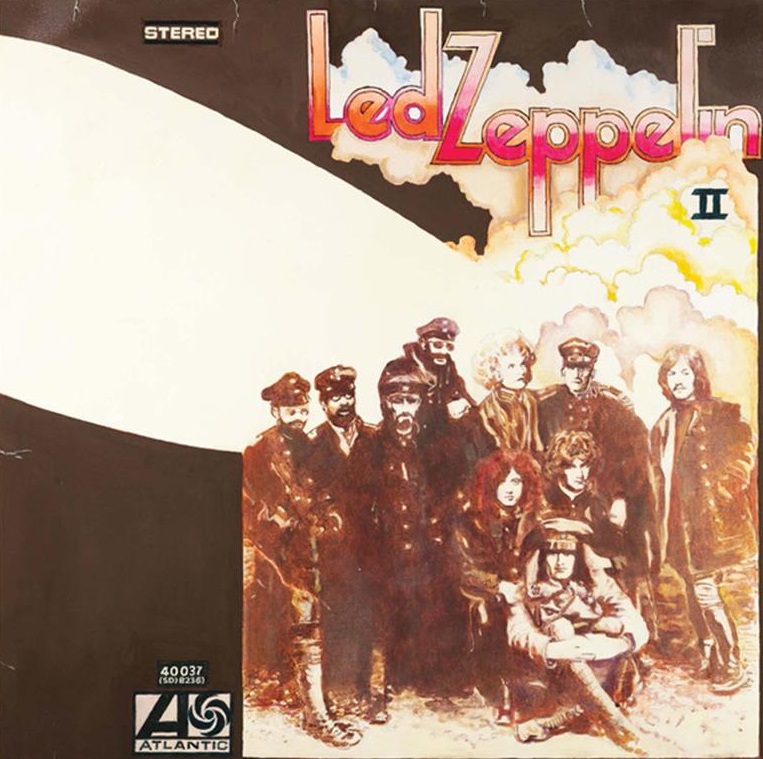 STEREO
Led Zeppelin
II
40 037
(SD) 8236)
ATLANTIC